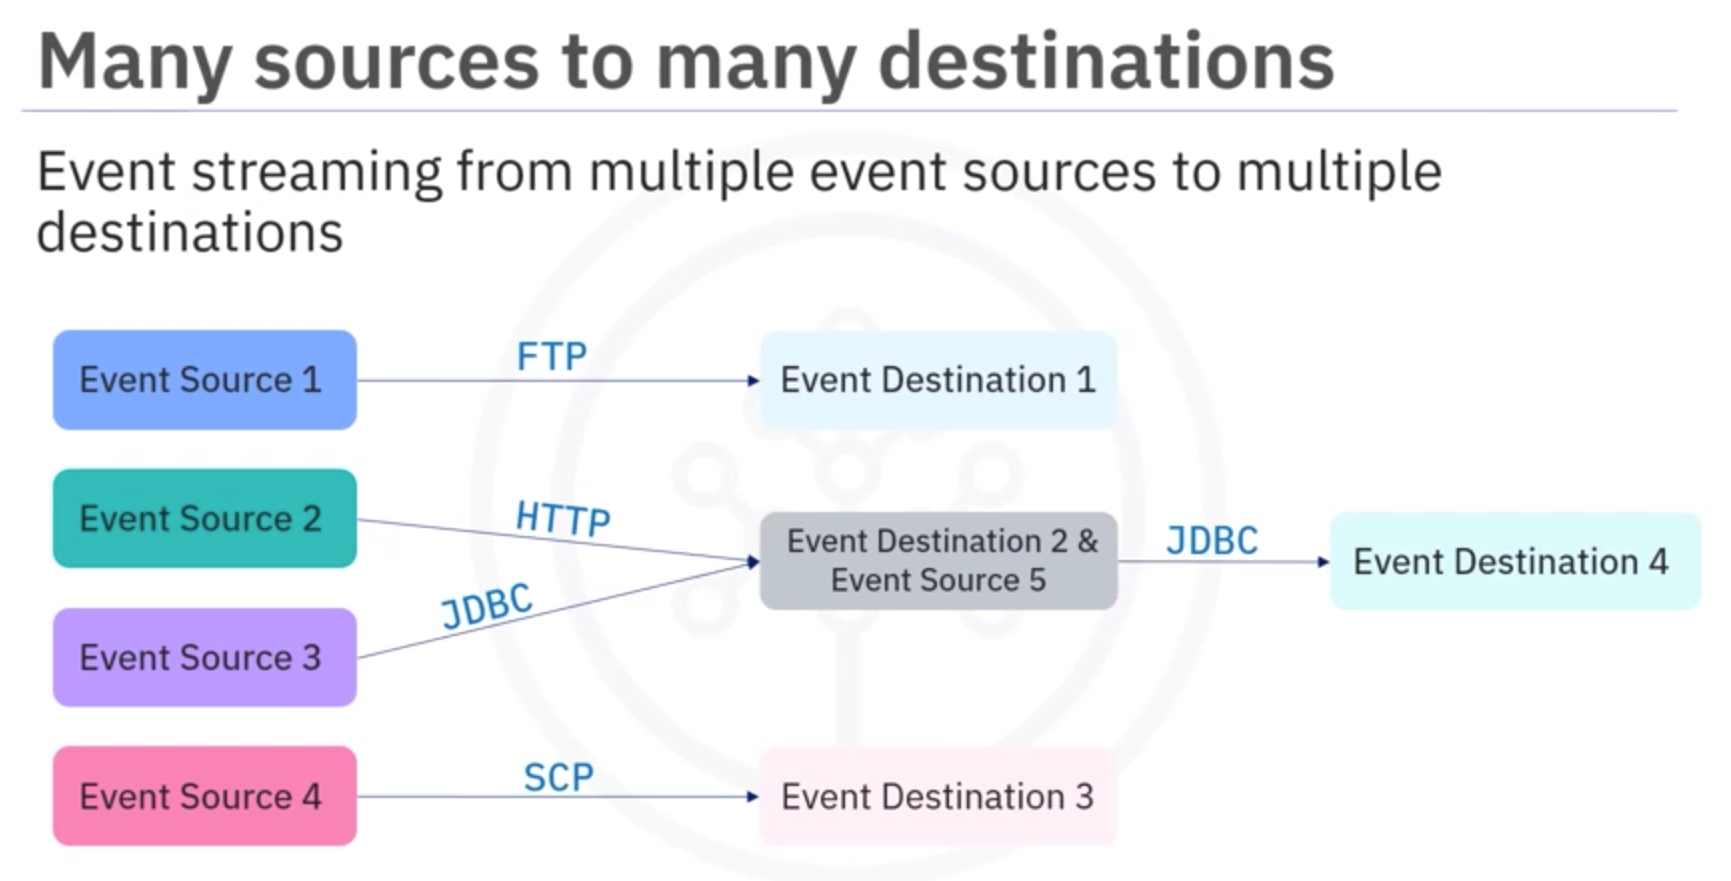 Many sources to many destinations
Event streaming from multiple event sources to multiple
destinations
Event Source 1
FTP
Event Destination 1
Event Source 2
HTTP
Event Destination 2 &
Event Source 5
JDBC
Event Destination 4
JDBC
Event Source 3
Event Source 4
SCP
Event Destination 3